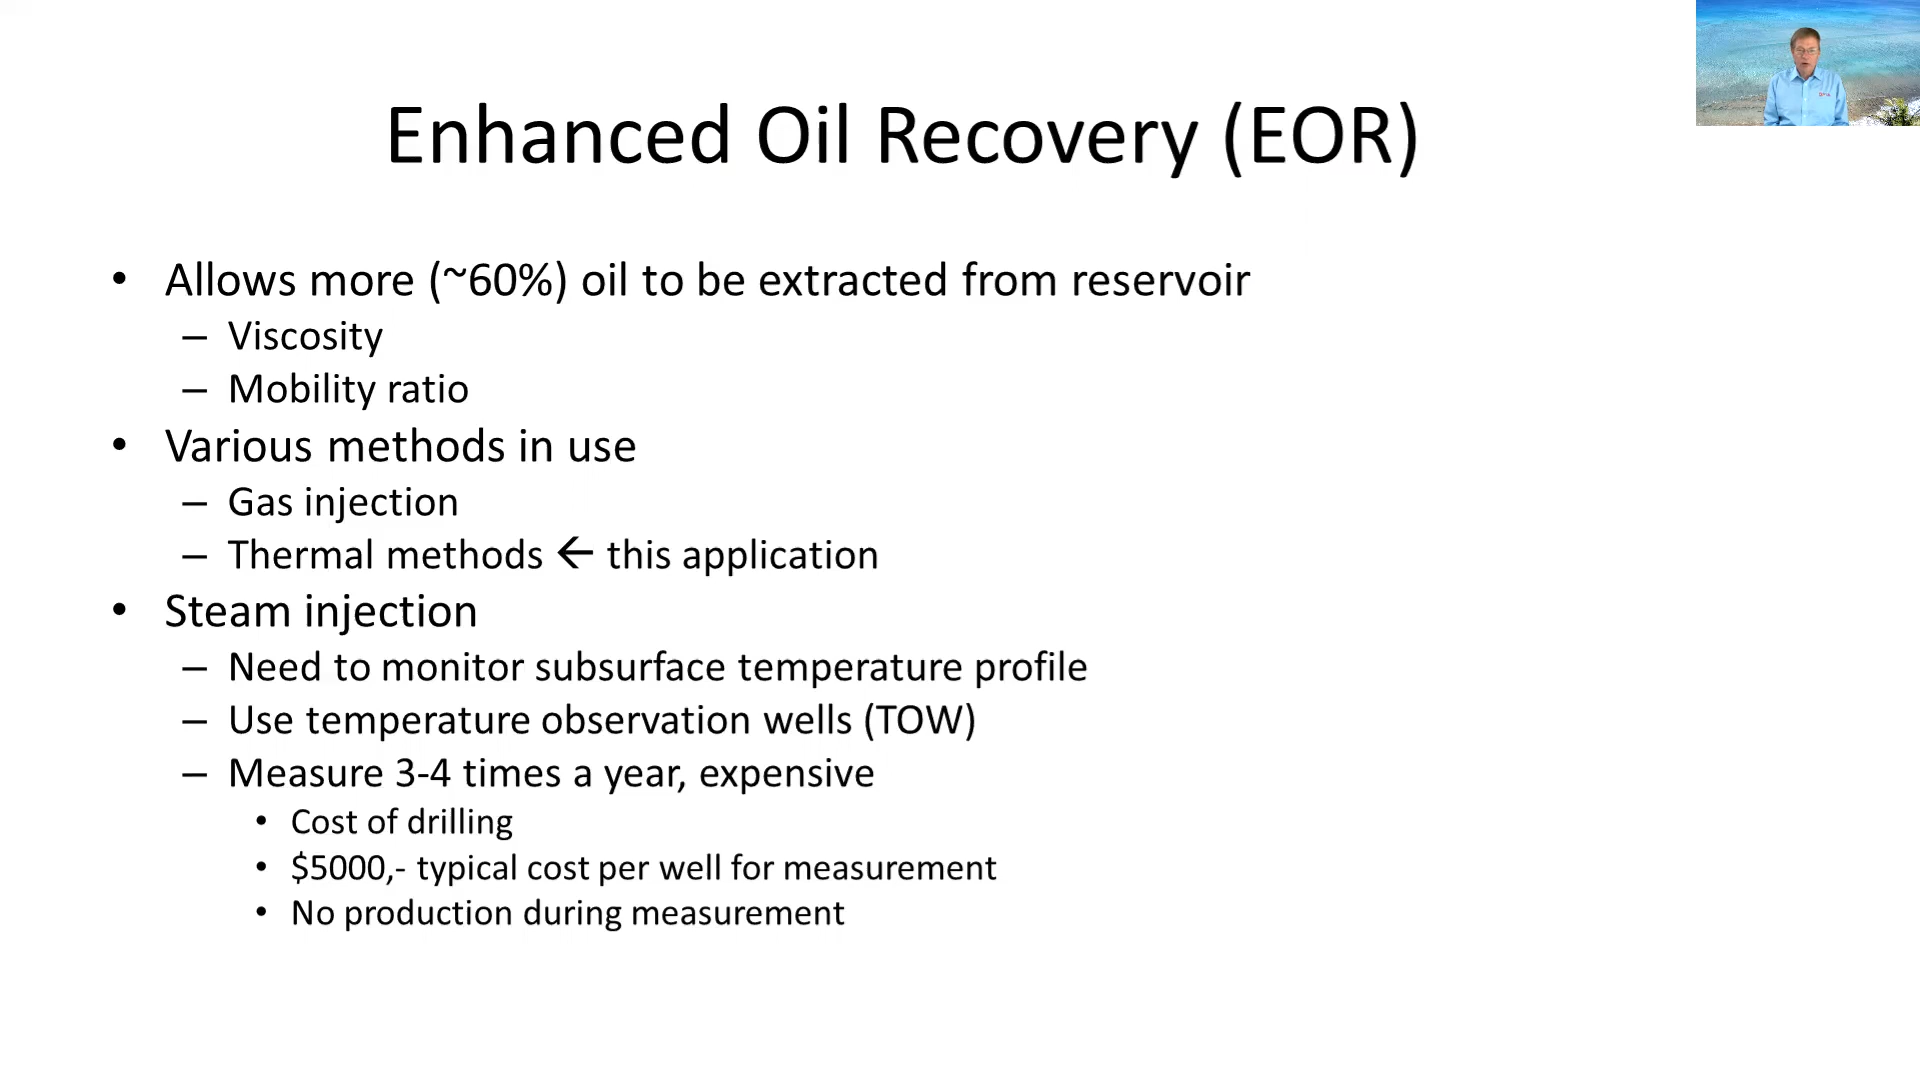 Enhanced Oil Recovery (EOR)
• Allows more (~60%) oil to be extracted from reservoir
– Viscosity
– Mobility ratio
• Various methods in use
– Gas injection
– Thermal methods ← this application
• Steam injection
– Need to monitor subsurface temperature profile
– Use temperature observation wells (TOW)
– Measure 3-4 times a year, expensive
• Cost of drilling
• $5000,- typical cost per well for measurement
• No production during measurement